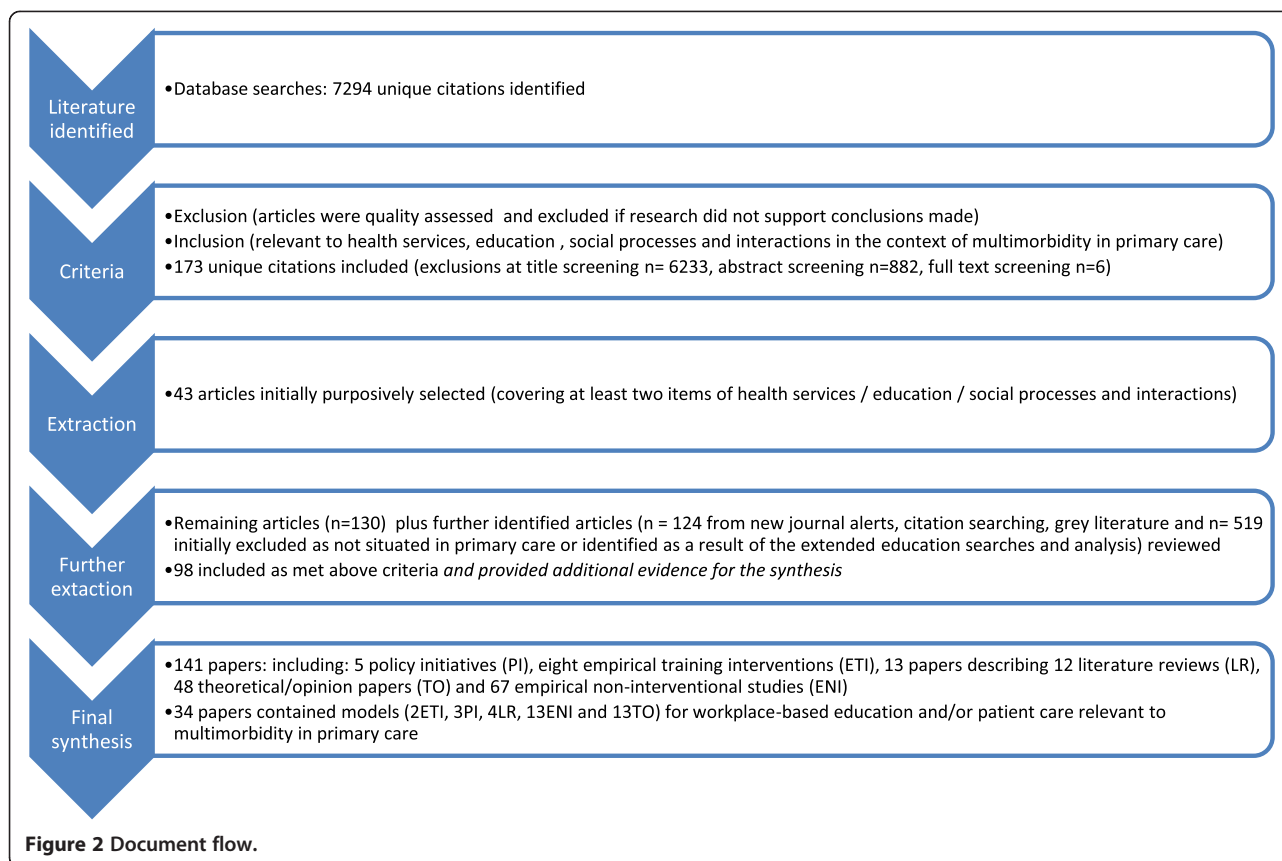 Literature
identified
•Database searches: 7294 unique citations identified
Criteria
•Exclusion (articles were quality assessed  and excluded if research did not support conclusions made)
•Inclusion (relevant to health services, education , social processes and interactions in the context of multimorbidity in primary care)
•173 unique citations included (exclusions at title screening n= 6233, abstract screening n=882, full text screening n=6)
Extraction
•43 articles initially purposively selected (covering at least two items of health services / education / social processes and interactions)
Further
extaction
•Remaining articles (n=130)  plus further identified articles (n = 124 from new journal alerts, citation searching, grey literature and n= 519
initially excluded as not situated in primary care or identified as a result of the extended education searches and analysis) reviewed
•98 included as met above criteria and provided additional evidence for the synthesis
Final
synthesis
•141 papers: including: 5 policy initiatives (PI), eight empirical training interventions (ETI), 13 papers describing 12 literature reviews (LR),
48 theoretical/opinion papers (TO) and 67 empirical non-interventional studies (ENI)
•34 papers contained models (2ETI, 3PI, 4LR, 13ENI and 13TO) for workplace-based education and/or patient care relevant to
multimorbidity in primary care
Figure 2 Document flow.